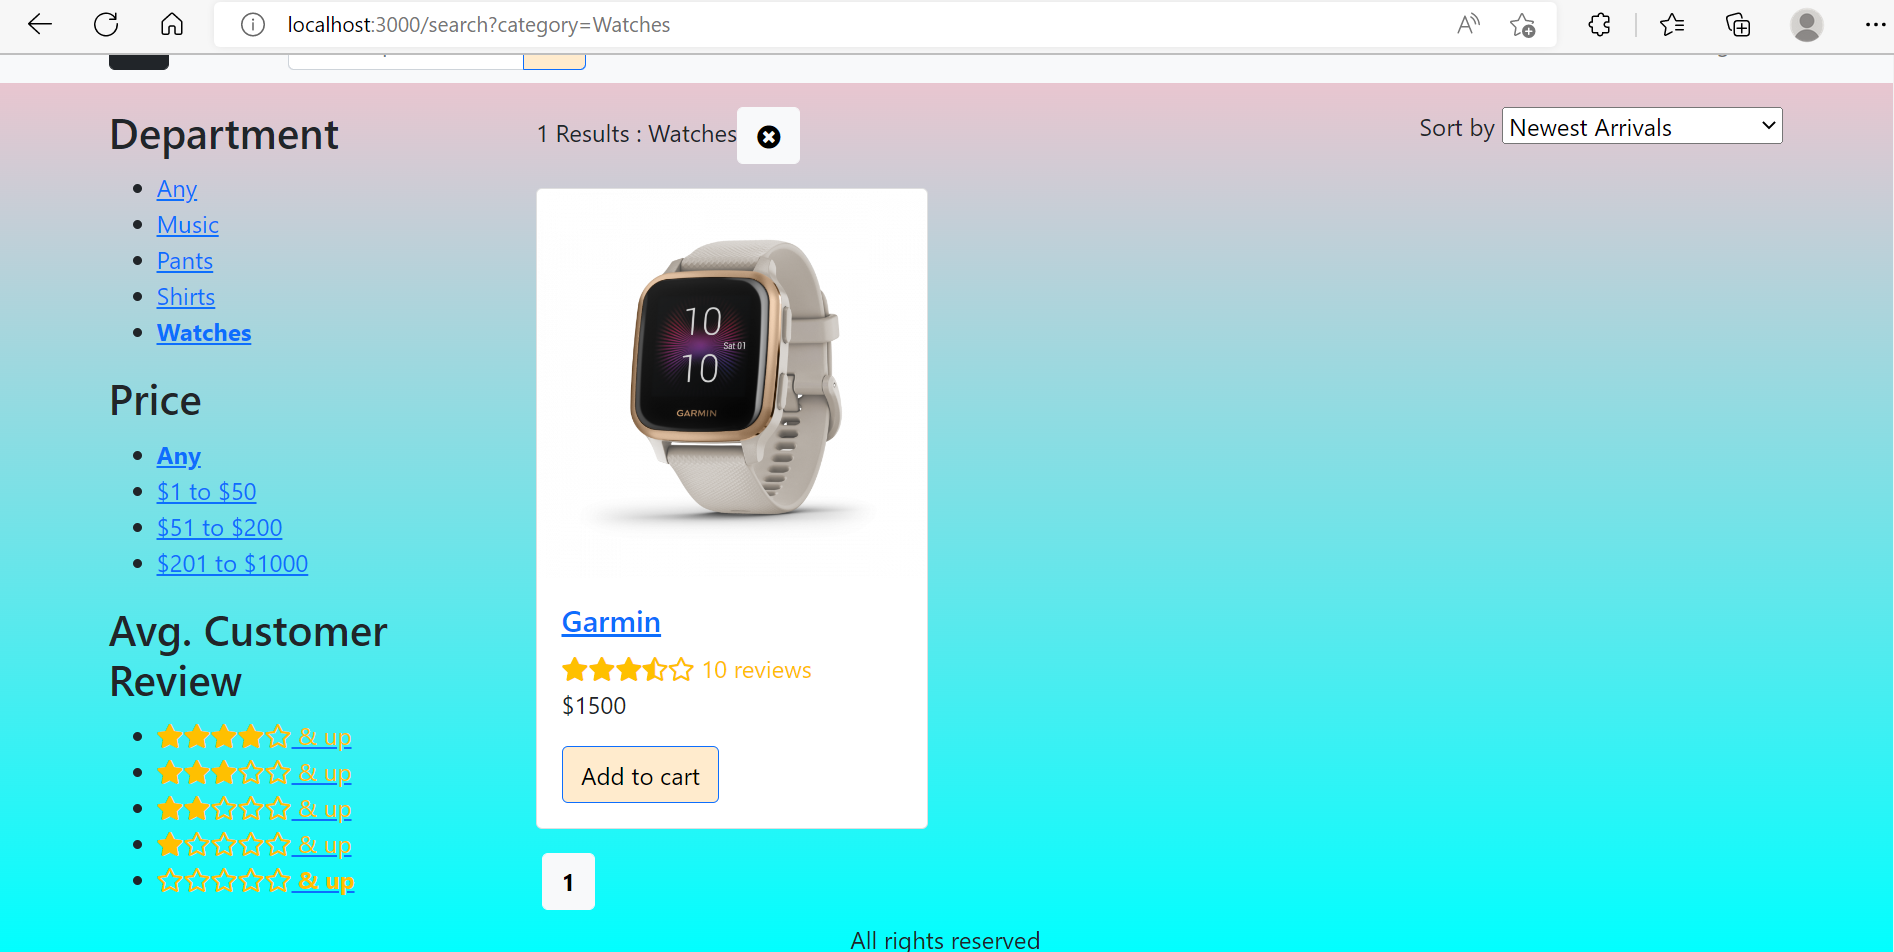 localhost:3000/search?category=Watches
Department
Any
Music
Pants
Shirts
Watches
Price
Any
$1 to $50
$51 to $200
$201 to $1000
Avg. Customer
Review
& up
& up
& up
& up
& up
1 Results : Watches
Sort by Newest Arrivals
10
Sat 01
10
GARMIN
Garmin
10 reviews
$1500
Add to cart
1
All rights reserved